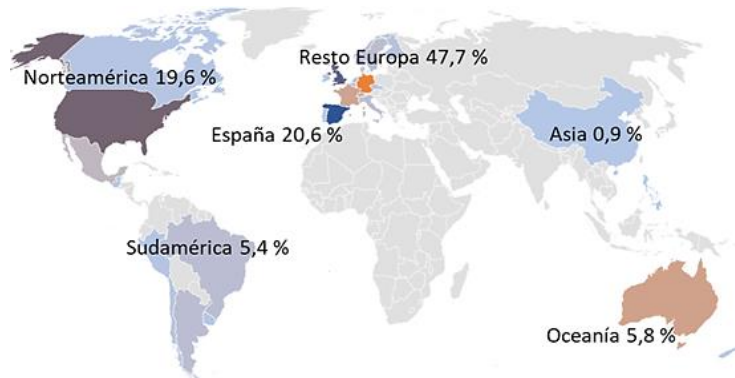 Resto Europa 47,7 %
Norteamérica 19,6 %
España 20,6 %
Asia 0,9 %
Sudamérica 5,4 %
Oceanía 5,8 %